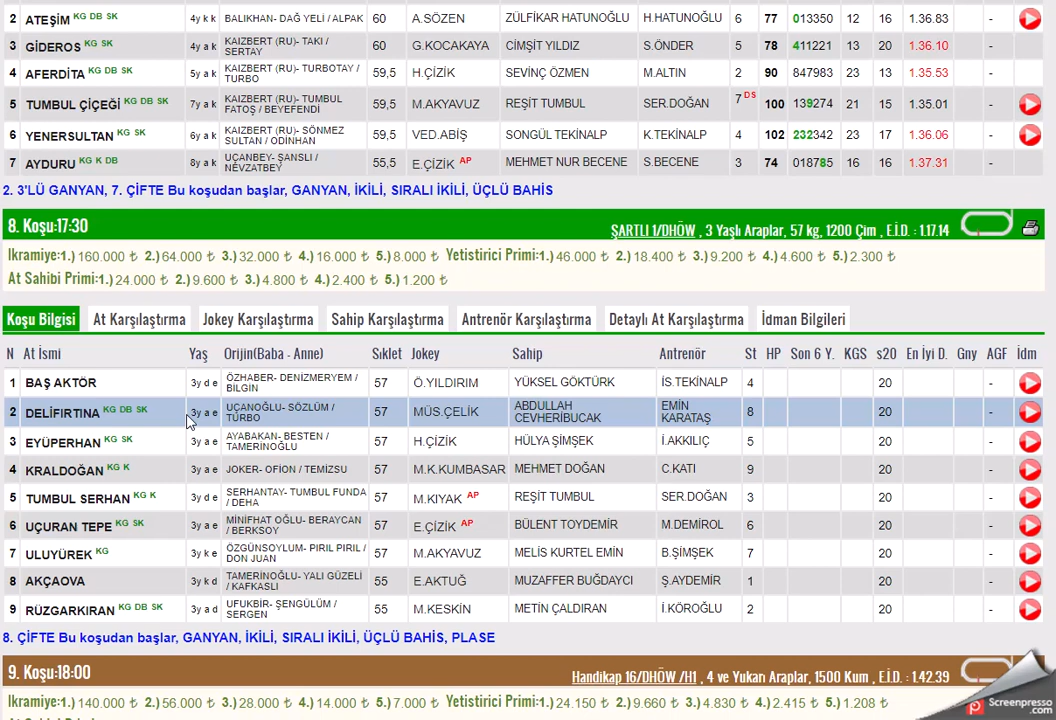 2 ATEŞİM KG DB SK 4y k k BALIKHAN- DAĞ YELİ / ALPAK 60 A.SÖZEN ZÜLFİKAR HATUNOĞLU H.HATUNOĞLU 6 77 013350 12 16 1.36.83 -
3 GİDEROS KG SK 4y a k KAIZBERT (RU)- TAKI / SERTAY 60 G.KOCAKAYA CİMŞİT YILDIZ S.ÖNDER 5 78 411221 13 20 1.36.10 -
4 AFERDİTA KG DB SK 5y a k KAIZBERT (RU)- TURBOTAY / TURBO 59,5 H.ÇİZİK SEVİNÇ ÖZMEN M.ALTIN 2 90 847983 23 13 1.35.53 -
5 TUMBUL ÇİÇEĞİ KG DB SK 7y a k KAIZBERT (RU)- TUMBUL FATOŞ / BEYEFENDİ 59,5 M.AKYAVUZ REŞİT TUMBUL SER.DOĞAN 7 DS 100 139274 21 15 1.35.01 -
6 YENERSULTAN KG SK 6y a k KAIZBERT (RU)- SÖNMEZ SULTAN / ODİNHAN 59,5 VED.ABİŞ SONGÜL TEKİNALP K.TEKİNALP 4 102 232342 23 17 1.36.06 -
7 AYDURU KG K DB 8y a k UÇANBEY- ŞANSLI / NEVZATBEY 55,5 E.ÇİZİK AP MEHMET NUR BECENE S.BECENE 3 74 018785 16 16 1.37.31 -
2. 3'LÜ GANYAN, 7. ÇİFTE Bu koşudan başlar, GANYAN, İKİLİ, SIRALI İKİLİ, ÜÇLÜ BAHİS
8. Koşu:17:30 ŞARTLI 1/DHÖW , 3 Yaşlı Araplar, 57 kg, 1200 Çim , E.İ.D. : 1.17.14
İkramiye:1.) 160.000 ₺ 2.) 64.000 ₺ 3.) 32.000 ₺ 4.) 16.000 ₺ 5.) 8.000 ₺ Yetistirici Primi:1.) 46.000 ₺ 2.) 18.400 ₺ 3.) 9.200 ₺ 4.) 4.600 ₺ 5.) 2.300 ₺
At Sahibi Primi:1.) 24.000 ₺ 2.) 9.600 ₺ 3.) 4.800 ₺ 4.) 2.400 ₺ 5.) 1.200 ₺
Koşu Bilgisi At Karşılaştırma Jokey Karşılaştırma Sahip Karşılaştırma Antrenör Karşılaştırma Detaylı At Karşılaştırma İdman Bilgileri
N At İsmi Yaş Orijin(Baba - Anne) Sıklet Jokey Sahip Antrenör St HP Son 6 Y. KGS s20 En İyi D. Gny AGF İdm
1 BAŞ AKTÖR 3y d e ÖZHABER- DENİZMERYEM / BİLGİN 57 Ö.YILDIRIM YÜKSEL GÖKTÜRK İS.TEKİNALP 4 20 -
2 DELİFIRTINA KG DB SK 3y a e UÇANOĞLU- SÖZLÜM / TÜRBO 57 MÜS.ÇELİK ABDULLAH CEVHERİBUCAK EMİN KARATAŞ 8 20 -
3 EYÜPERHAN KG SK 3y a e AYABAKAN- BESTEN / TAMERİNOĞLU 57 H.ÇİZİK HÜLYA ŞİMŞEK İ.AKKILIÇ 5 20 -
4 KRALDOĞAN KG K 3y a e JOKER- OFİON / TEMİZSU 57 M.K.KUMBASAR MEHMET DOĞAN C.KATI 9 20 -
5 TUMBUL SERHAN KG K 3y d e SERHANTAY- TUMBUL FUNDA / DEHA 57 M.KIYAK AP REŞİT TUMBUL SER.DOĞAN 3 20 -
6 UÇURAN TEPE KG SK 3y a e MİNİFHAT OĞLU- BERAYCAN / BERKSOY 57 E.ÇİZİK AP BÜLENT TOYDEMİR M.DEMİROL 6 20 -
7 ULUYÜREK KG 3y k e ÖZGÜNSOYLUM- PIRIL PIRIL / DON JUAN 57 M.AKYAVUZ MELİS KURTEL EMİN B.ŞİMŞEK 7 20 -
8 AKÇAOVA 3y k d TAMERİNOĞLU- YALI GÜZELİ / KAFKASLI 55 E.AKTUĞ MUZAFFER BUĞDAYCI Ş.AYDEMİR 1 20 -
9 RÜZGARKIRAN KG DB SK 3y a d UFUKBİR- ŞENGÜLÜM / SERGEN 55 M.KESKİN METİN ÇALDIRAN İ.KÖROĞLU 2 20 -
8. ÇİFTE Bu koşudan başlar, GANYAN, İKİLİ, SIRALI İKİLİ, ÜÇLÜ BAHİS, PLASE
9. Koşu:18:00 Handikap 16/DHÖW /H1 , 4 ve Yukarı Araplar, 1500 Kum , E.İ.D. : 1.42.39
İkramiye:1.) 140.000 ₺ 2.) 56.000 ₺ 3.) 28.000 ₺ 4.) 14.000 ₺ 5.) 7.000 ₺ Yetistirici Primi:1.) 24.150 ₺ 2.) 9.660 ₺ 3.) 4.830 ₺ 4.) 2.415 ₺ 5.) 1.208 ₺
Screenpresso.com